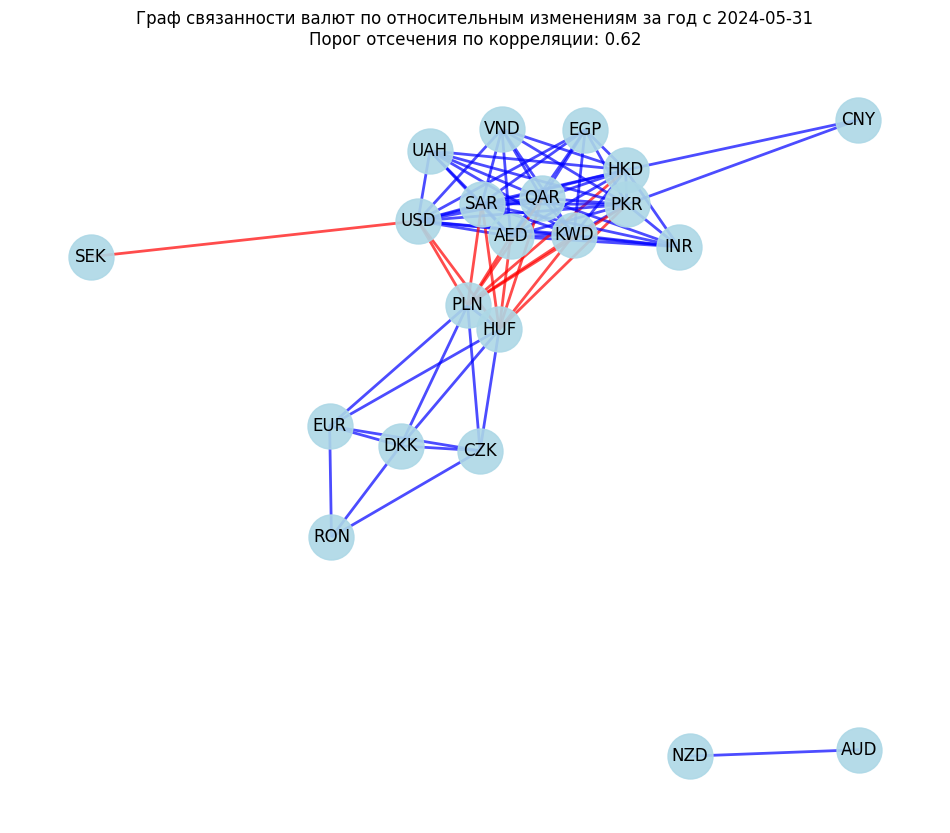 Граф связанности валют по относительным изменениям за год с 2024-05-31
Порог отсечения по корреляции: 0.62
CNY
VND
EGP
UAH
HKD
QAR
SAR
PKR
USD
AED
KWD
INR
SEK
PLN
HUF
EUR
DKK
CZK
RON
NZD
AUD